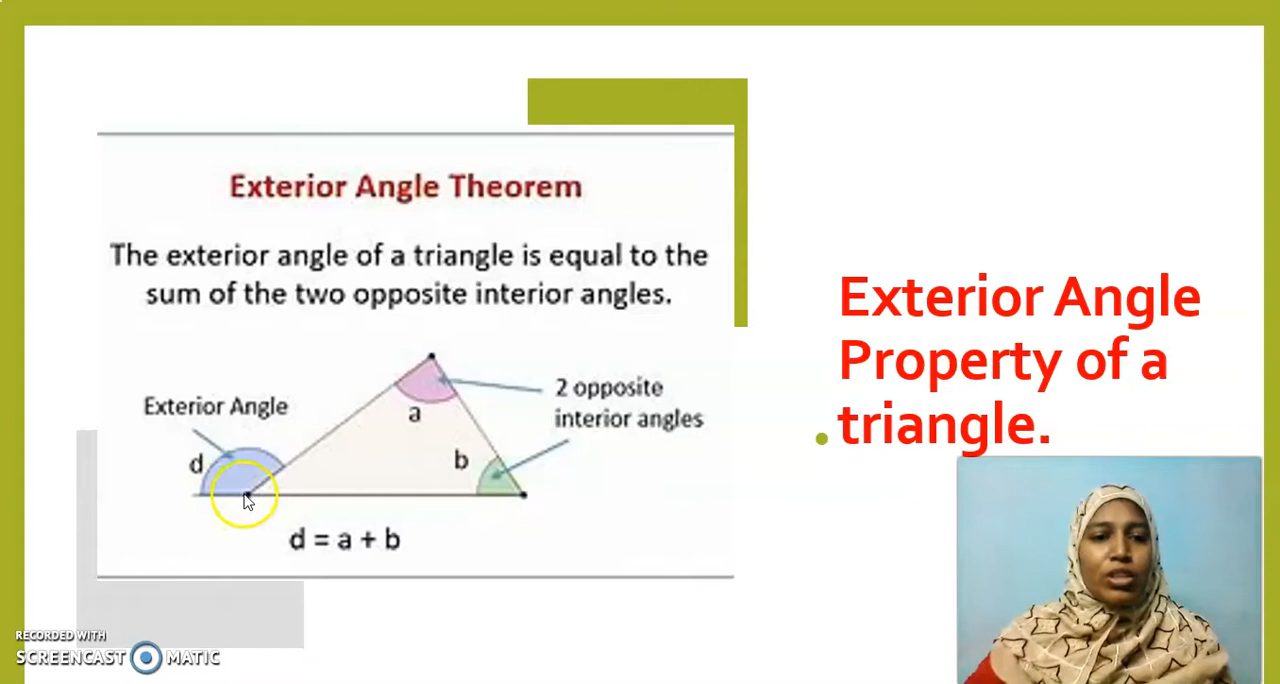 Exterior Angle Theorem
The exterior angle of a triangle is equal to the
sum of the two opposite interior angles.
Exterior Angle
2 opposite
interior angles
a
b
d
d = a + b
Exterior Angle
Property of a
triangle.
RECORDED WITH
SCREENCAST MATIC